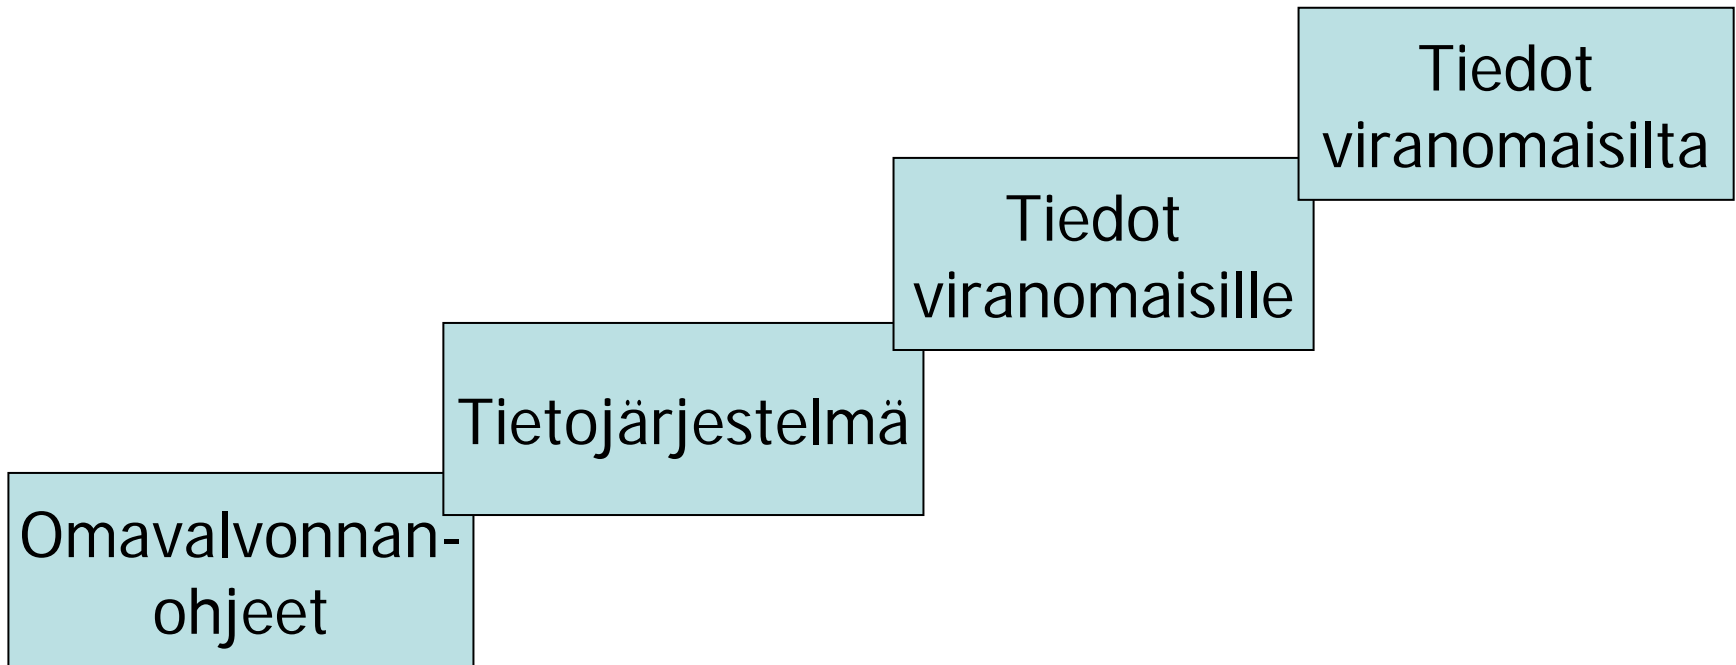 Tiedot
viranomaisilta
Tiedot
viranomaisille
Tietojärjestelmä
Omavalvonnan-
ohjeet